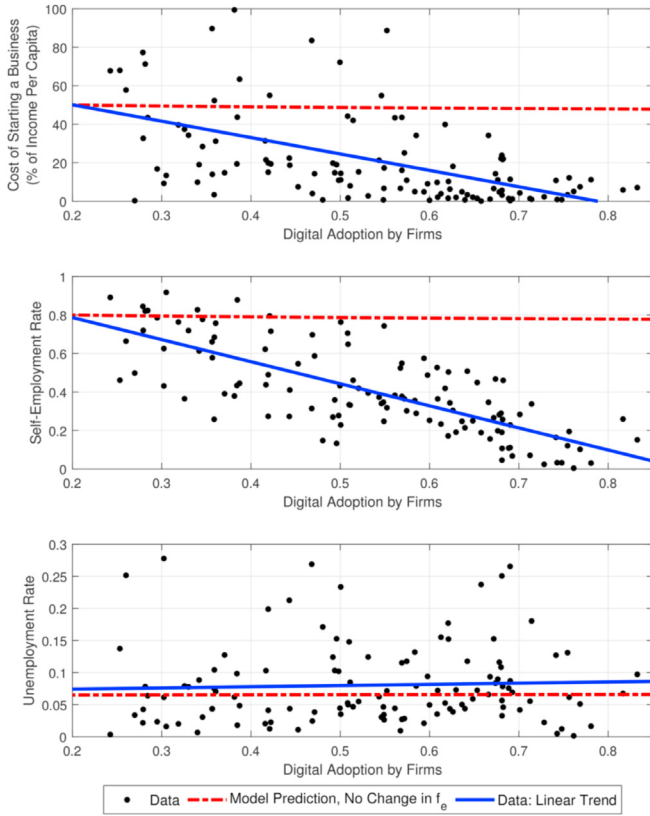 100
80
60
40
20
0
Cost of Starting a Business
(% of Income Per Capita)
0.2 0.3 0.4 0.5 0.6 0.7 0.8
Digital Adoption by Firms
1
0.8
0.6
0.4
0.2
0
Self-Employment Rate
0.2 0.3 0.4 0.5 0.6 0.7 0.8
Digital Adoption by Firms
0.3
0.25
0.2
0.15
0.1
0.05
0
Unemployment Rate
0.2 0.3 0.4 0.5 0.6 0.7 0.8
Digital Adoption by Firms
Data Model Prediction, No Change in f_e Data: Linear Trend